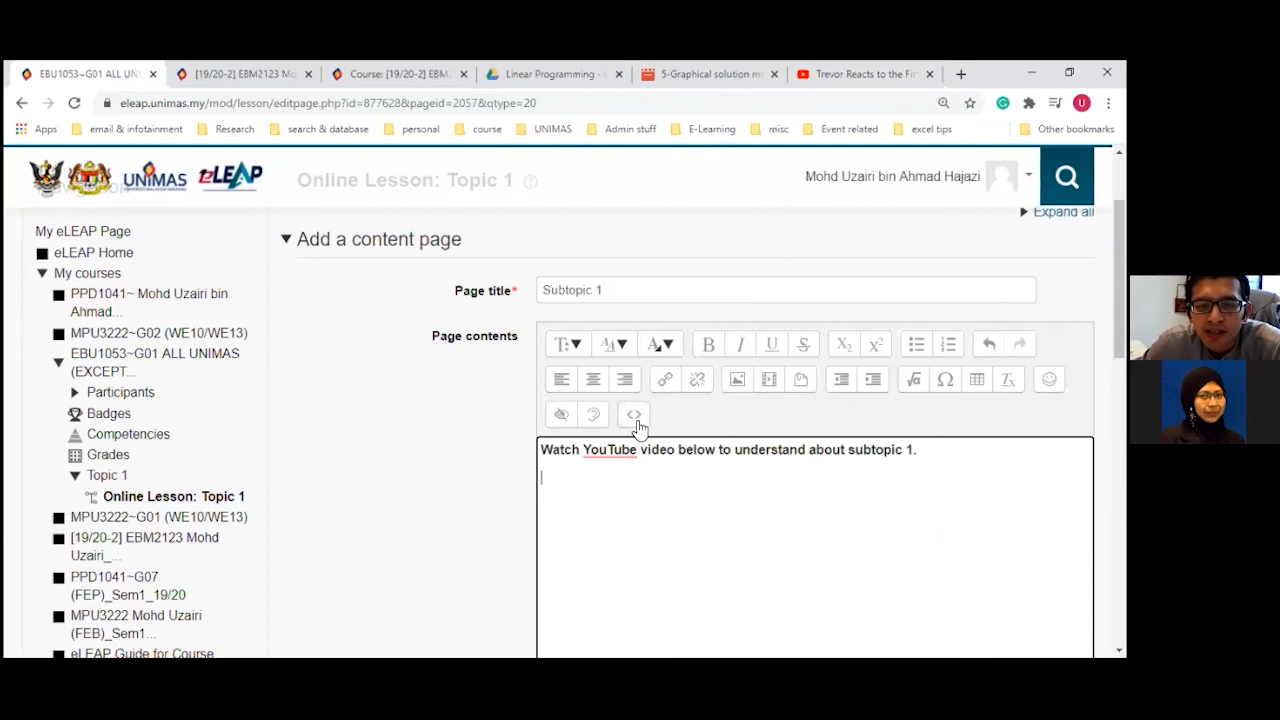 EBU1053~G01 ALL UNI
[19/20-2] EBM2123 Mo
Course: [19/20-2] EBM
Linear Programming -
5-Graphical solution m
Trevor Reacts to the Fir
eleap.unimas.my/mod/lesson/editpage.php?id=877628&pageid=2057&qtype=20
U
Apps
email & infotainment
Research
search & database
personal
course
UNIMAS
Admin stuff
E-Learning
misc
Event related
excel tips
Other bookmarks
UNIMAS
eLEAP
Online Lesson: Topic 1
Mohd Uzairi bin Ahmad Hajazi
Expand all
My eLEAP Page
eLEAP Home
My courses
PPD1041~ Mohd Uzairi bin
Ahmad...
MPU3222~G02 (WE10/WE13)
EBU1053~G01 ALL UNIMAS
(EXCEPT...
Participants
Badges
Competencies
Grades
Topic 1
Online Lesson: Topic 1
MPU3222~G01 (WE10/WE13)
[19/20-2] EBM2123 Mohd
Uzairi_...
PPD1041~G07
(FEP)_Sem1_19/20
MPU3222 Mohd Uzairi
(FEB)_Sem1...
eLEAP Guide for Course
Add a content page
Page title*
Subtopic 1
Page contents
Watch YouTube video below to understand about subtopic 1.